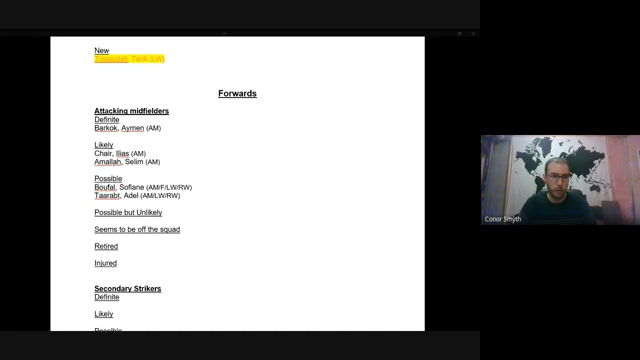 New
Tissoudali, Tarik (LW)
Forwards
Attacking midfielders
Definite
Barkok, Aymen (AM)
Likely
Chair, Ilias (AM)
Amallah, Selim (AM)
Possible
Boufal, Sofiane (AM/F/LW/RW)
Taarabt, Adel (AM/LW/RW)
Possible but Unlikely
Seems to be off the squad
Retired
Injured
Secondary Strikers
Definite
Likely
Possible
Conor Smyth